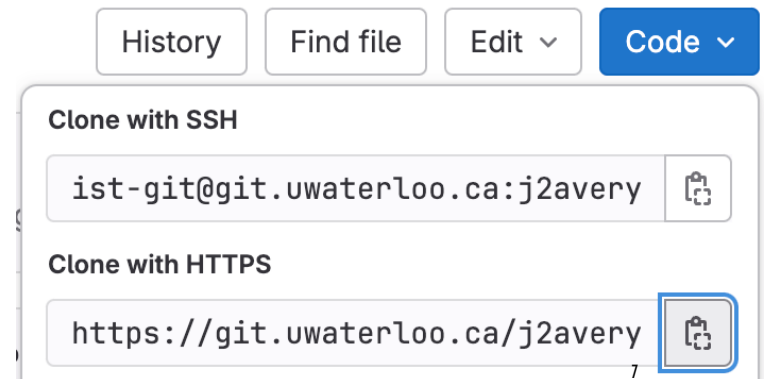 History Find file Edit Code
Clone with SSH
ist-git@git.uwaterloo.ca:j2avery
Clone with HTTPS
https://git.uwaterloo.ca/j2avery
7